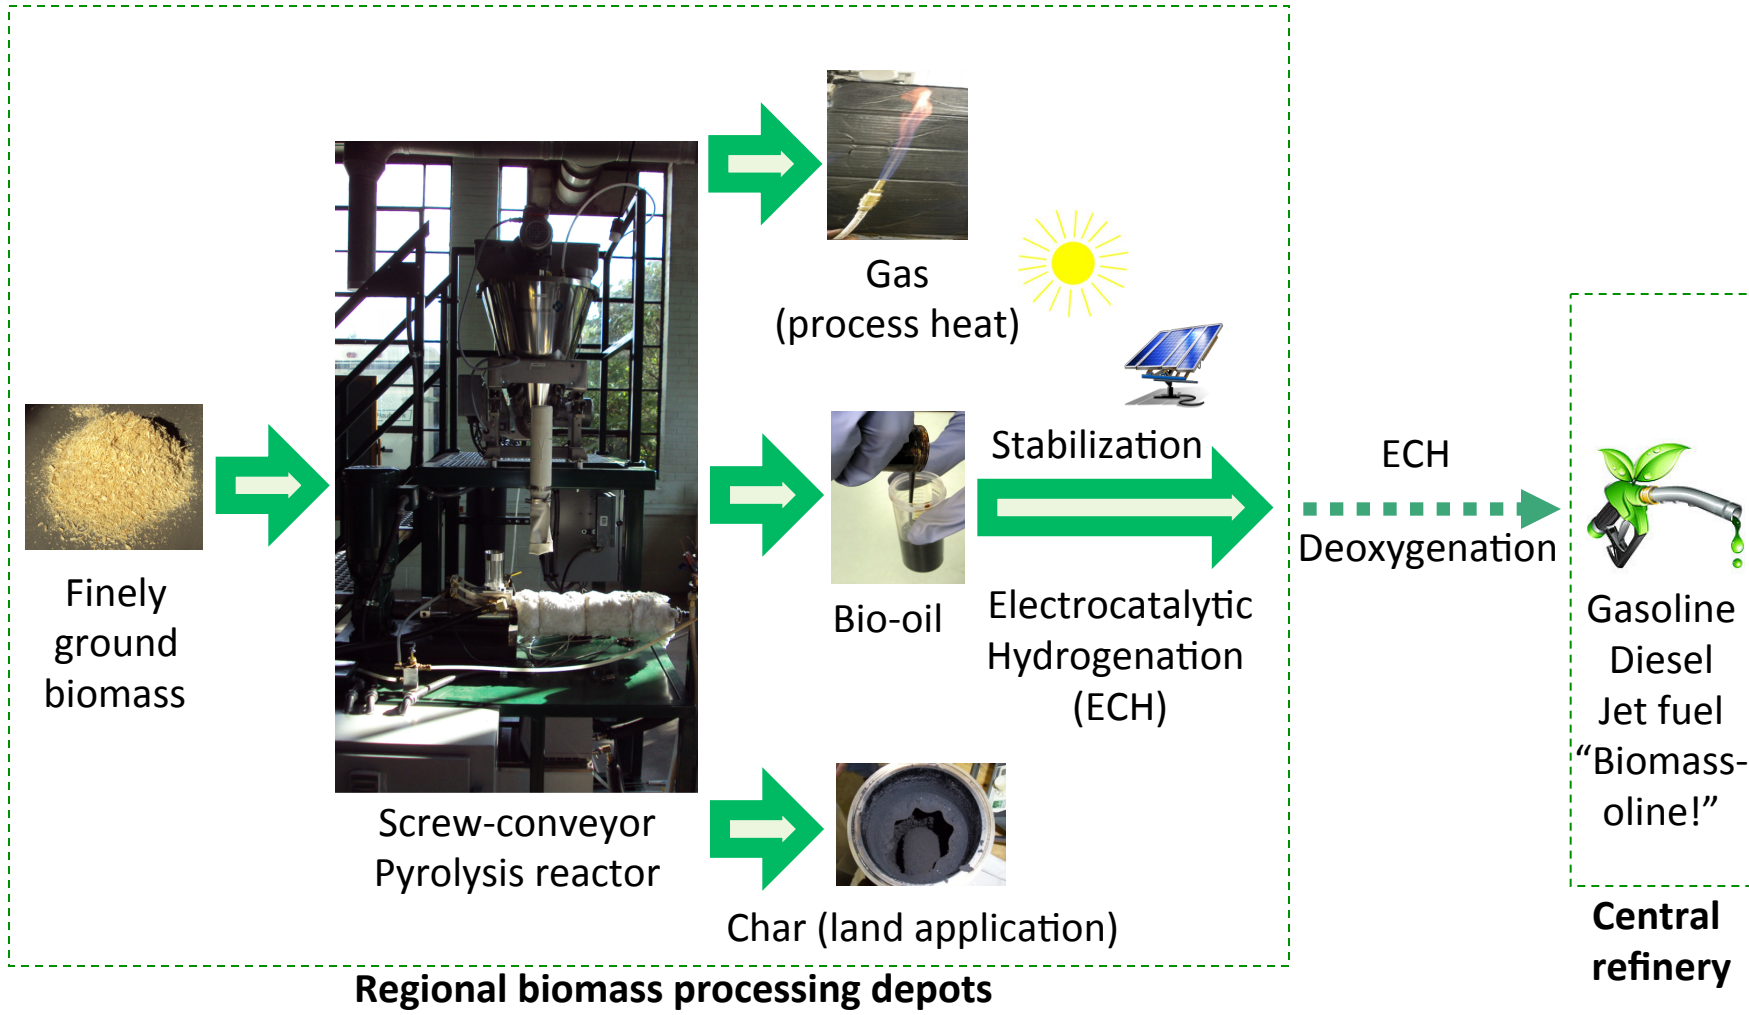 Finely
ground
biomass
Screw-conveyor
Pyrolysis reactor
Gas
(process heat)
Bio-oil
Char (land application)
Stabilization
Electrocatalytic
Hydrogenation
(ECH)
Regional biomass processing depots
ECH
Deoxygenation
Gasoline
Diesel
Jet fuel
“Biomass-
oline!”
Central
refinery